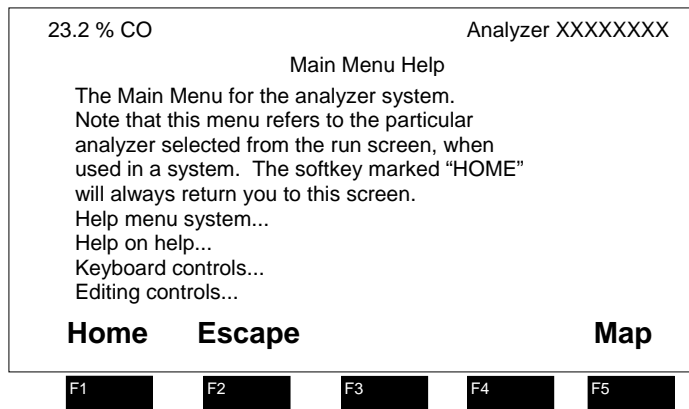 23.2 % CO Analyzer XXXXXXXX
Main Menu Help
The Main Menu for the analyzer system.
Note that this menu refers to the particular
analyzer selected from the run screen, when
used in a system.  The softkey marked “HOME”
will always return you to this screen.
Help menu system...
Help on help...
Keyboard controls...
Editing controls...
Home Escape Map
F1 F2 F3 F4 F5